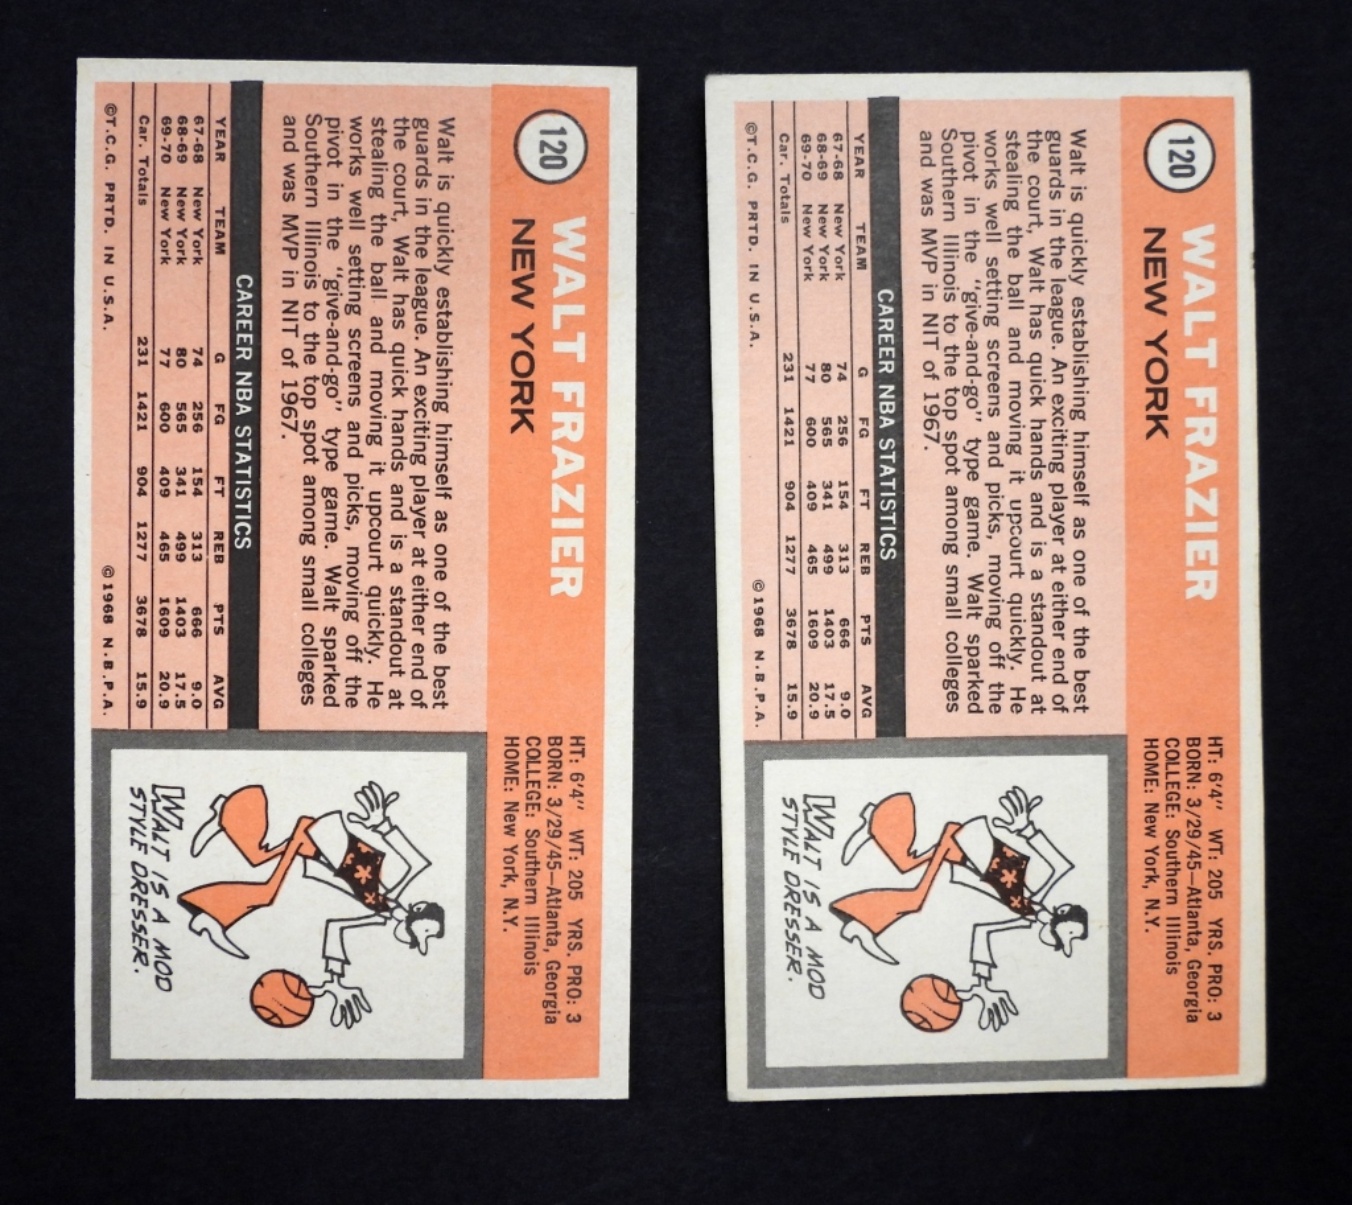 120
WALT FRAZIER
NEW YORK
HT: 6'4" WT: 205 YRS. PRO: 3
BORN: 3/29/45—Atlanta, Georgia
COLLEGE: Southern Illinois
HOME: New York, N.Y.
Walt is quickly establishing himself as one of the best
guards in the league. An exciting player at either end of
the court, Walt has quick hands and is a standout at
stealing the ball and moving it upcourt quickly. He
works well setting screens and picks, moving off the
pivot in the "give-and-go" type game. Walt sparked
Southern Illinois to the top spot among small colleges
and was MVP in NIT of 1967.
CAREER NBA STATISTICS
YEAR TEAM G FG FT REB PTS AVG
67-68 New York 74 256 154 313 666 9.0
68-69 New York 80 565 341 499 1403 17.5
69-70 New York 77 600 409 465 1609 20.9
Car. Totals 231 1421 904 1277 3678 15.9
©T.C.G. PRTD. IN U.S.A. ©1968 N.B.P.A.
WALT IS A MOD
STYLE DRESSER.
120
WALT FRAZIER
NEW YORK
HT: 6'4" WT: 205 YRS. PRO: 3
BORN: 3/29/45—Atlanta, Georgia
COLLEGE: Southern Illinois
HOME: New York, N.Y.
Walt is quickly establishing himself as one of the best
guards in the league. An exciting player at either end of
the court, Walt has quick hands and is a standout at
stealing the ball and moving it upcourt quickly. He
works well setting screens and picks, moving off the
pivot in the "give-and-go" type game. Walt sparked
Southern Illinois to the top spot among small colleges
and was MVP in NIT of 1967.
CAREER NBA STATISTICS
YEAR TEAM G FG FT REB PTS AVG
67-68 New York 74 256 154 313 666 9.0
68-69 New York 80 565 341 499 1403 17.5
69-70 New York 77 600 409 465 1609 20.9
Car. Totals 231 1421 904 1277 3678 15.9
©T.C.G. PRTD. IN U.S.A. ©1968 N.B.P.A.
WALT IS A MOD
STYLE DRESSER.